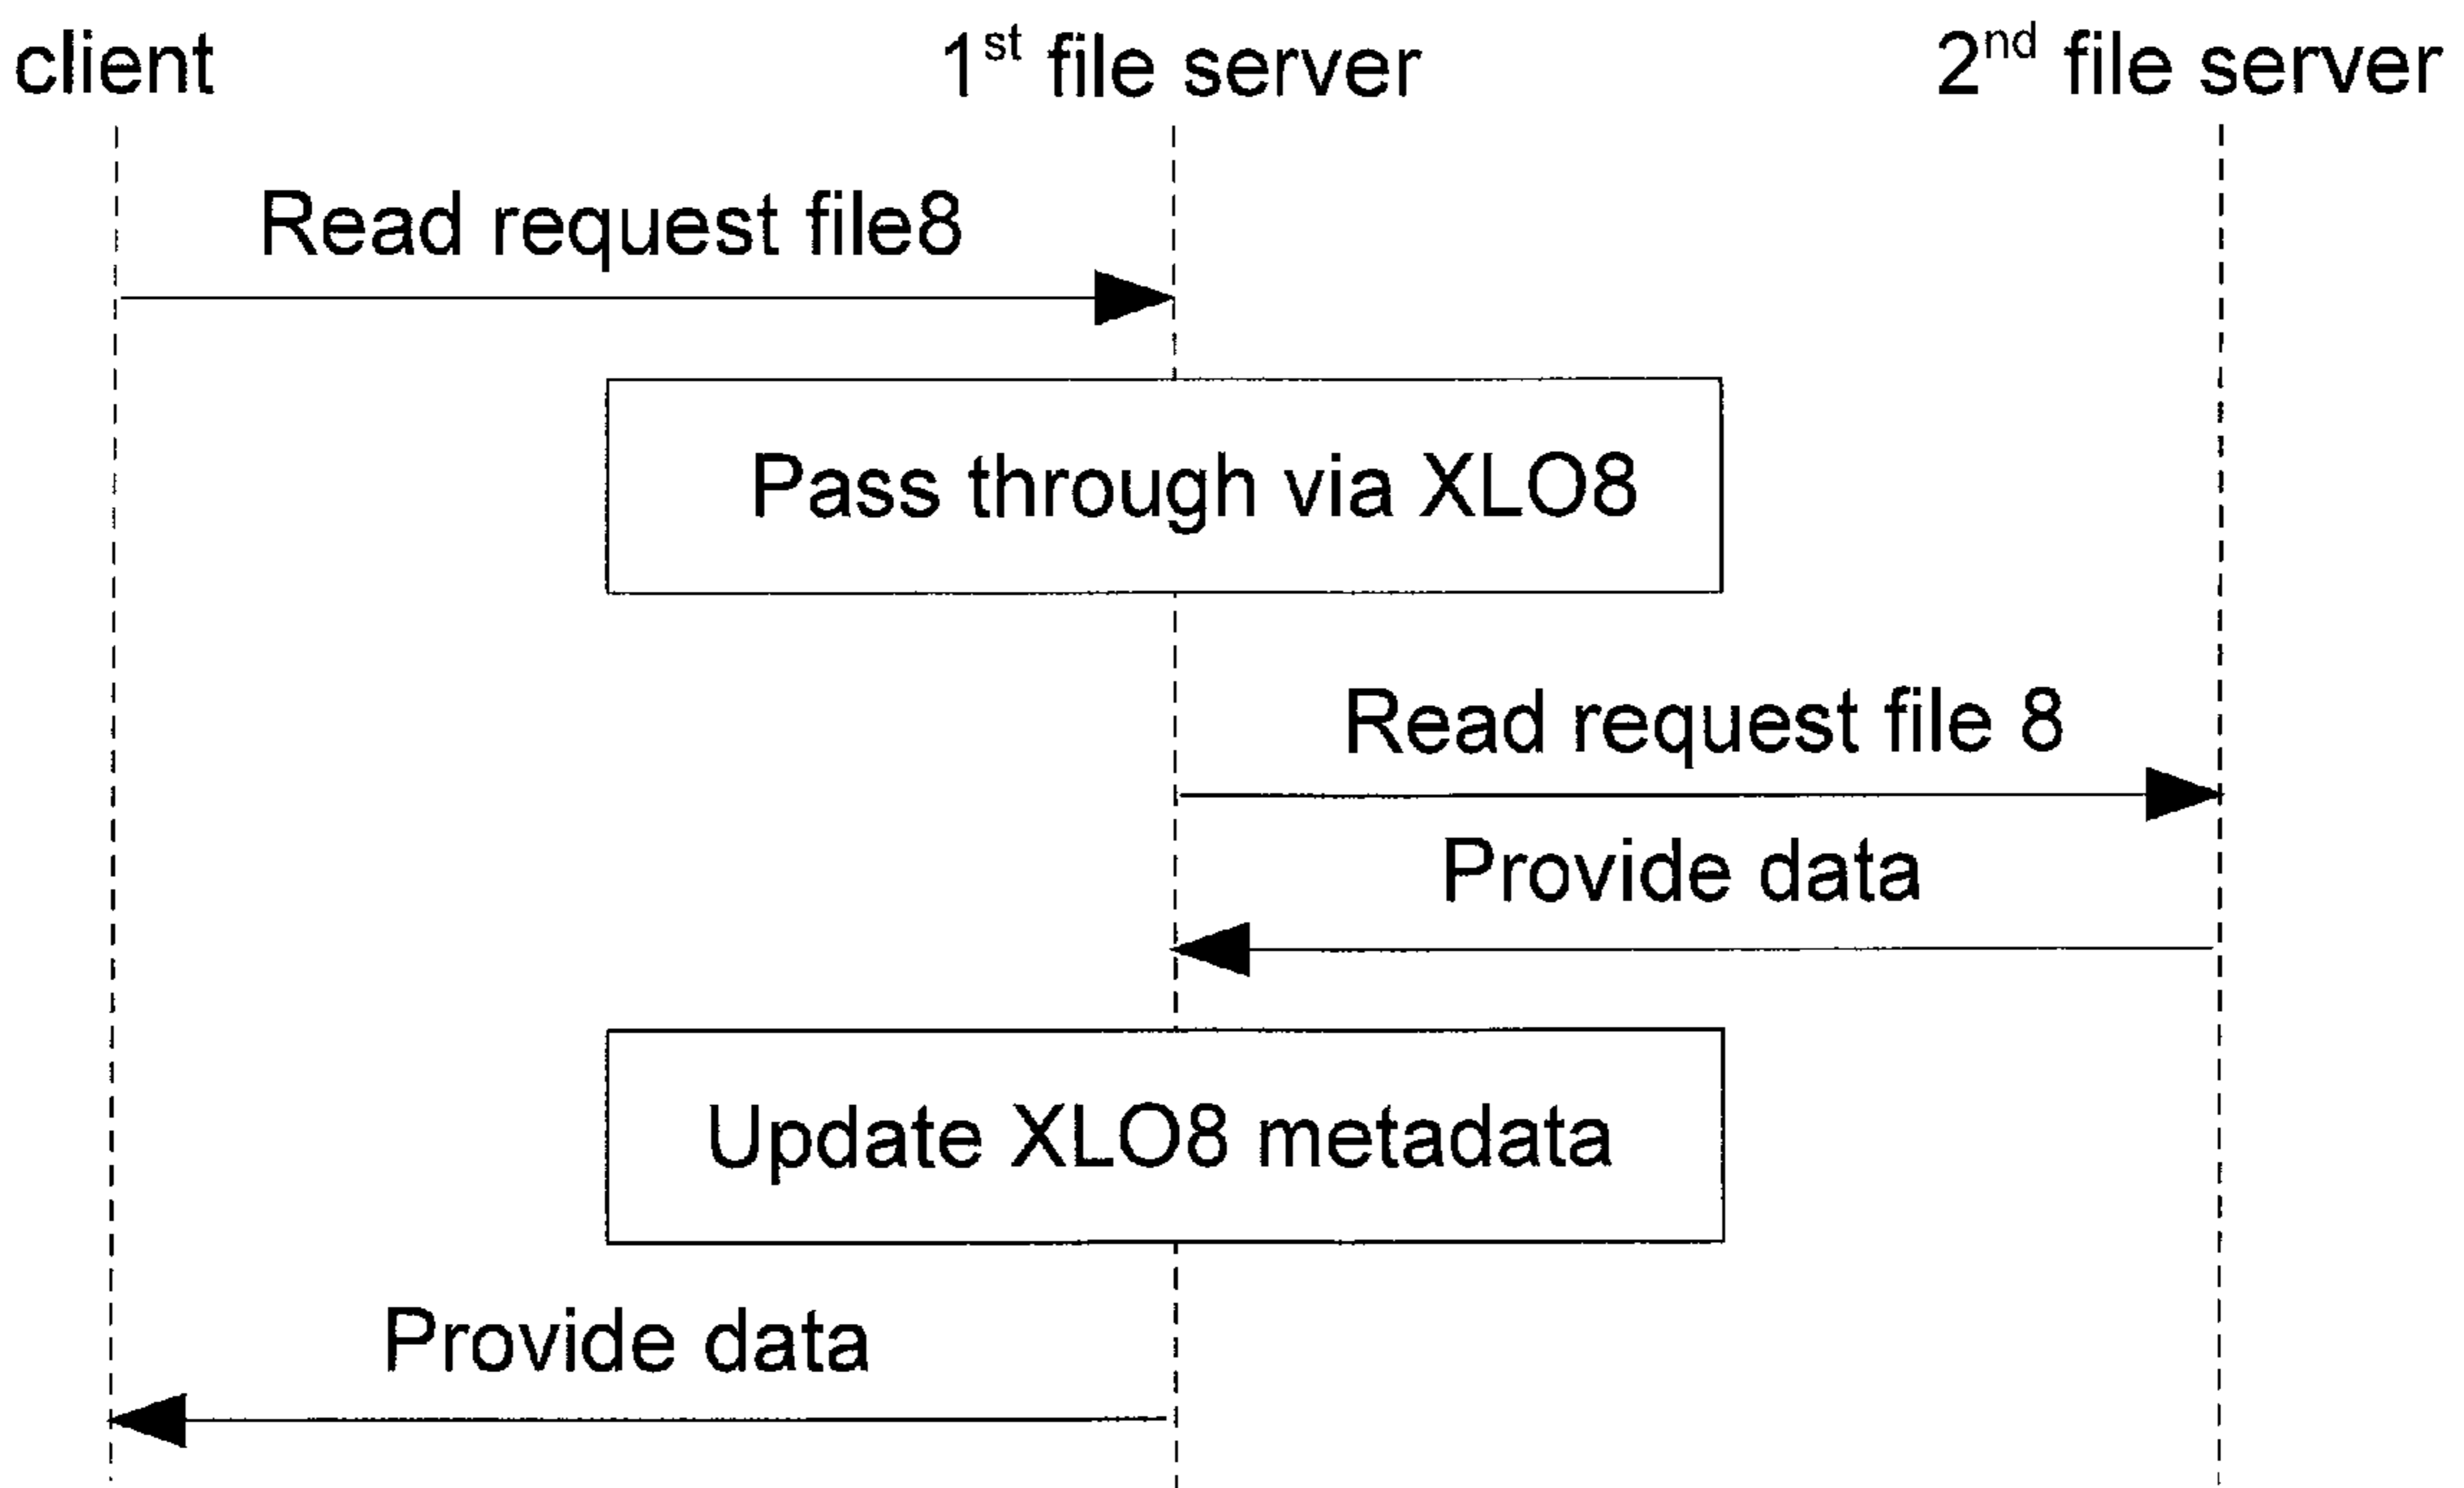 client 1st file server 2nd file server
Read request file8
Pass through via XLO8
Read request file 8
Provide data
Update XLO8 metadata
Provide data